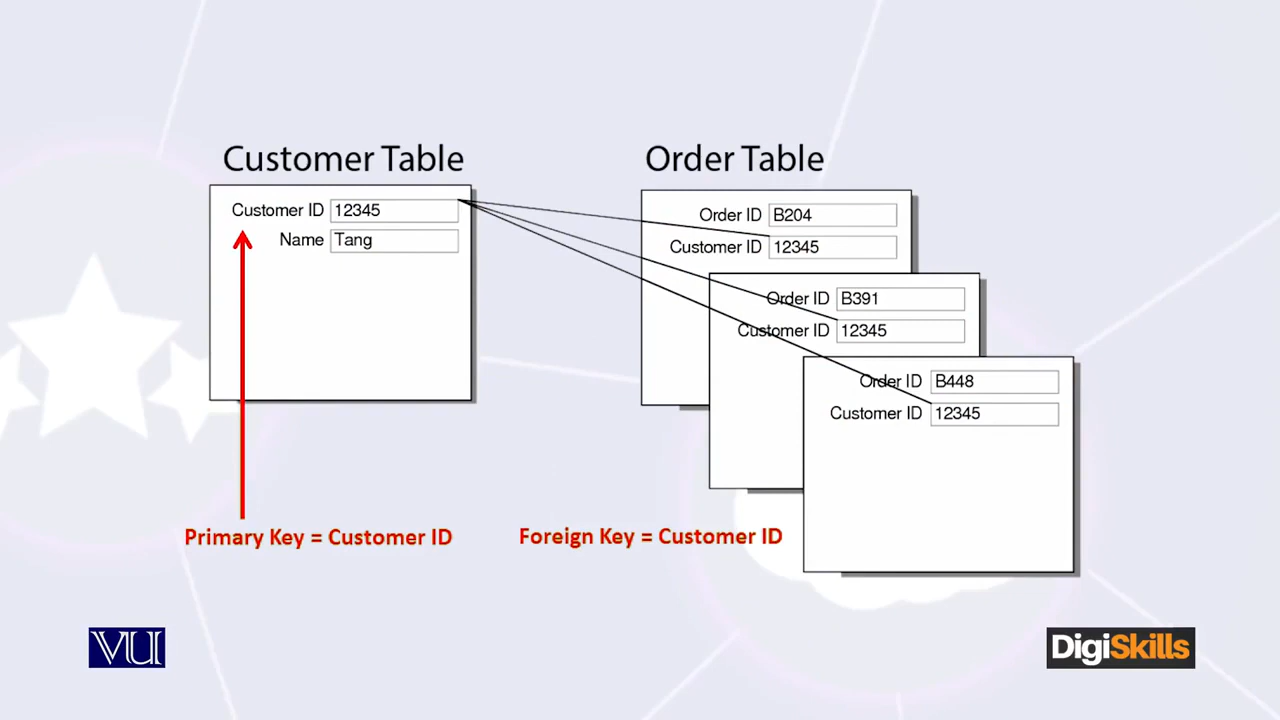 Customer Table
Customer ID 12345
Name Tang
Order Table
Order ID B204
Customer ID 12345
Order ID B391
Customer ID 12345
Order ID B448
Customer ID 12345
Primary Key = Customer ID
Foreign Key = Customer ID
VU
DigiSkills